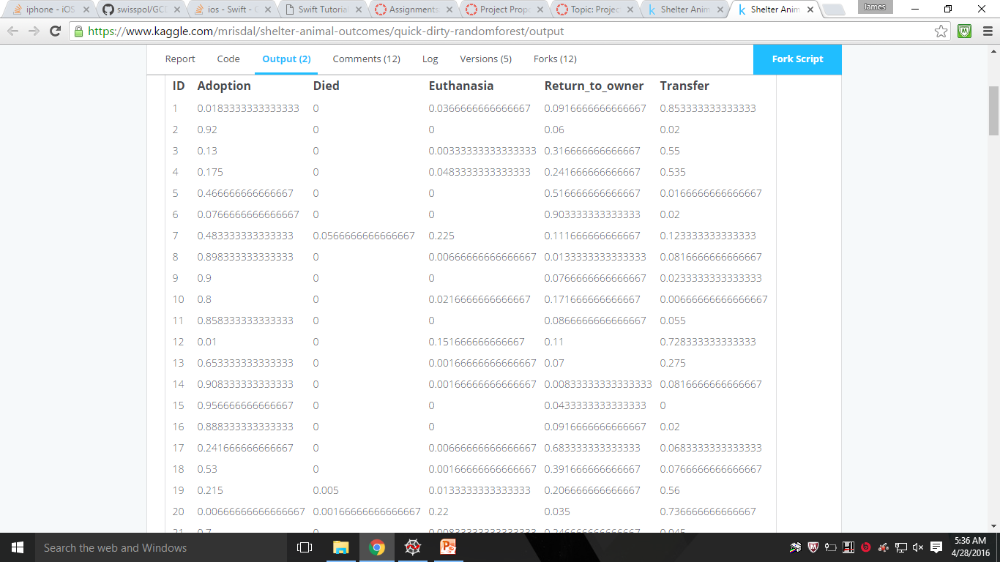 iphone - iOS
swisspol/GCD
ios - Swift - 
Swift Tutorial
Assignments
Project Propo
Topic: Projec
Shelter Anim
Shelter Anim
James
https://www.kaggle.com/mrisdal/shelter-animal-outcomes/quick-dirty-randomforest/output
Report Code Output (2) Comments (12) Log Versions (5) Forks (12) Fork Script
ID Adoption Died Euthanasia Return_to_owner Transfer
1 0.0183333333333333 0 0.0366666666666667 0.0916666666666667 0.853333333333333
2 0.92 0 0 0.06 0.02
3 0.13 0 0.00333333333333333 0.316666666666667 0.55
4 0.175 0 0.0483333333333333 0.241666666666667 0.535
5 0.466666666666667 0 0 0.516666666666667 0.0166666666666667
6 0.0766666666666667 0 0 0.903333333333333 0.02
7 0.483333333333333 0.0566666666666667 0.225 0.111666666666667 0.123333333333333
8 0.898333333333333 0 0.00666666666666667 0.0133333333333333 0.0816666666666667
9 0.9 0 0 0.0766666666666667 0.0233333333333333
10 0.8 0 0.0216666666666667 0.171666666666667 0.00666666666666667
11 0.858333333333333 0 0 0.0866666666666667 0.055
12 0.01 0 0.151666666666667 0.11 0.728333333333333
13 0.653333333333333 0 0.00166666666666667 0.07 0.275
14 0.908333333333333 0 0.00166666666666667 0.00833333333333333 0.0816666666666667
15 0.956666666666667 0 0 0.0433333333333333 0
16 0.888333333333333 0 0 0.0916666666666667 0.02
17 0.241666666666667 0 0.00666666666666667 0.683333333333333 0.0683333333333333
18 0.53 0 0.00166666666666667 0.391666666666667 0.0766666666666667
19 0.215 0.005 0.0133333333333333 0.206666666666667 0.56
20 0.00666666666666667 0.00166666666666667 0.22 0.035 0.736666666666667
21 0.7 0 0.00833333333333333 0.246666666666667 0.045
Search the web and Windows
5:36 AM
4/28/2016